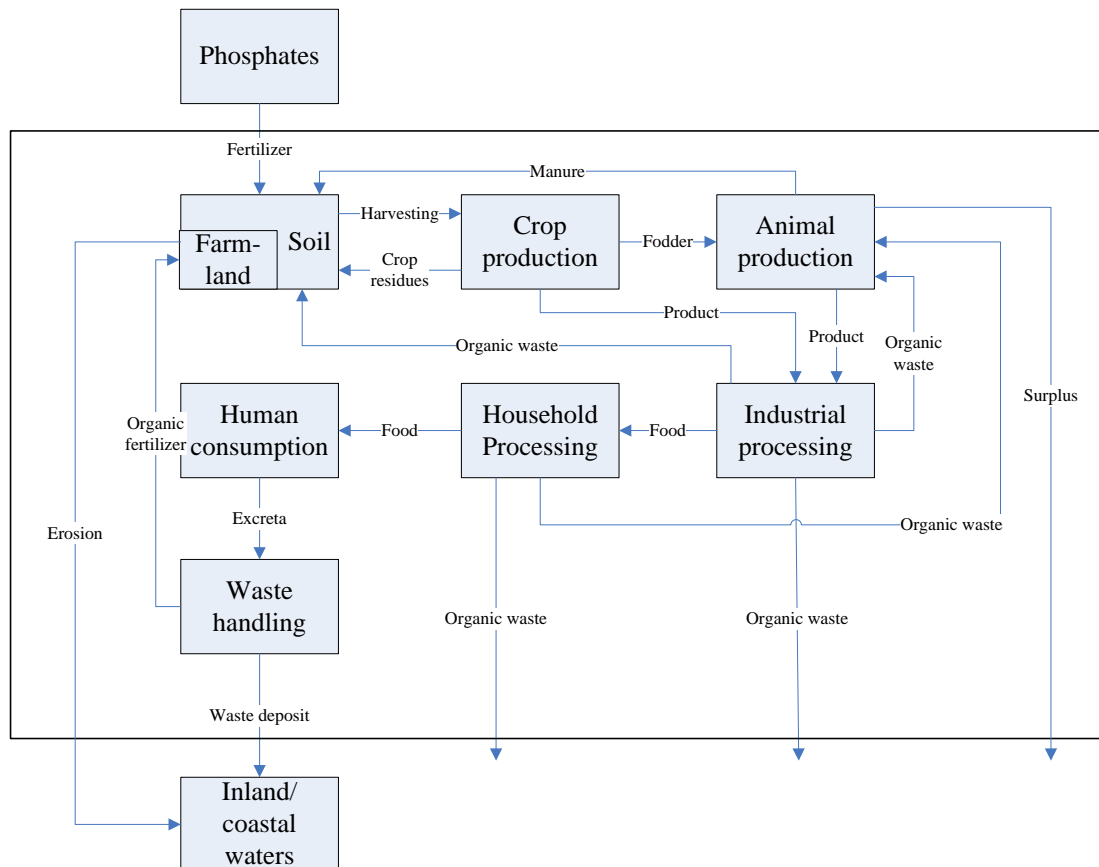 Phosphates
Fertilizer
Manure
Harvesting
Crop
production
Fodder
Animal
production
Soil
Farm-
land
Crop
residues
Product
Product
Organic
waste
Organic waste
Surplus
Human
consumption
Food
Household
Processing
Food
Industrial
processing
Organic
fertilizer
Excreta
Erosion
Organic waste
Waste
handling
Organic waste
Organic waste
Waste deposit
Inland/
coastal
waters